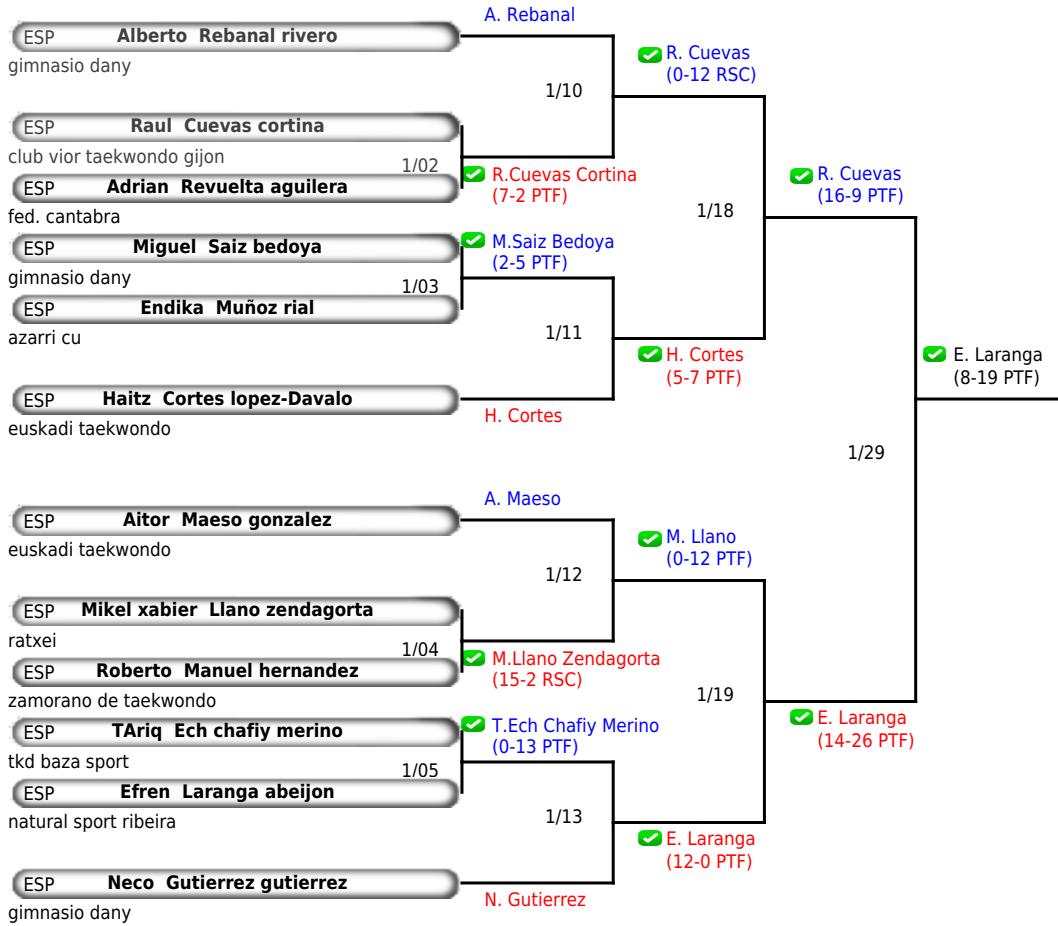 A. Rebanal
ESP Alberto Rebanal rivero
gimnasio dany
R. Cuevas
(0-12 RSC)
1/10
ESP Raul Cuevas cortina
club vior taekwondo gijon
1/02
R.Cuevas Cortina
(7-2 PTF)
ESP Adrian Revuelta aguilera
fed. cantabra
R. Cuevas
(16-9 PTF)
1/18
ESP Miguel Saiz bedoya
M.Saiz Bedoya
(2-5 PTF)
gimnasio dany
1/03
ESP Endika Muñoz rial
azarri cu
1/11
H. Cortes
(5-7 PTF)
E. Laranga
(8-19 PTF)
ESP Haitz Cortes lopez-Davalo
H. Cortes
euskadi taekwondo
1/29
A. Maeso
ESP Aitor Maeso gonzalez
euskadi taekwondo
M. Llano
(0-12 PTF)
1/12
ESP Mikel xabier Llano zendagorta
ratxei
1/04
M.Llano Zendagorta
(15-2 RSC)
ESP Roberto Manuel hernandez
zamorano de taekwondo
1/19
ESP TAriq Ech chafiy merino
T.Ech Chafiy Merino
(0-13 PTF)
E. Laranga
(14-26 PTF)
tkd baza sport
1/05
ESP Efren Laranga abeijon
natural sport ribeira
1/13
E. Laranga
(12-0 PTF)
ESP Neco Gutierrez gutierrez
N. Gutierrez
gimnasio dany